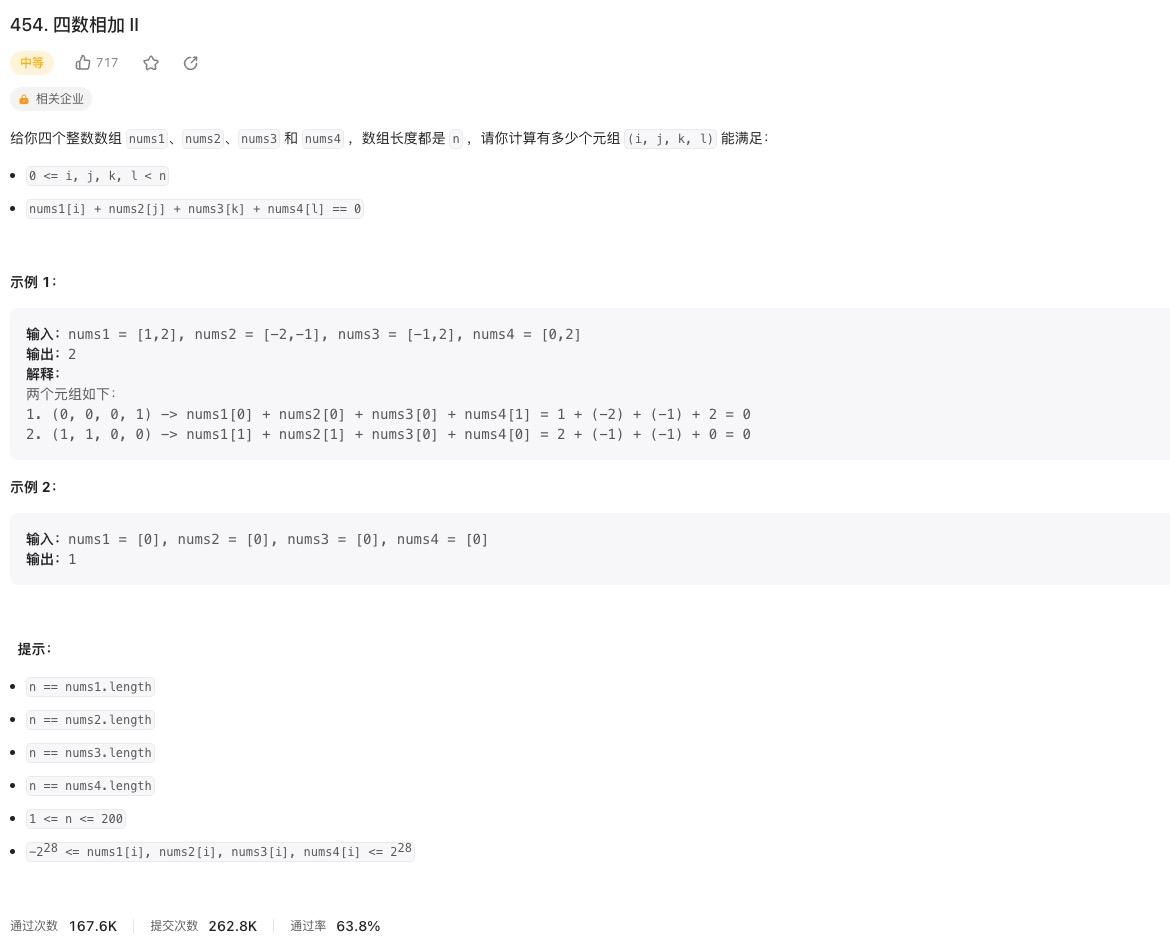 454. 四数相加 II
中等 717
相关企业
给你四个整数数组 nums1、nums2、nums3 和 nums4 ，数组长度都是 n ，请你计算有多少个元组 (i, j, k, l) 能满足：
0 <= i, j, k, l < n
nums1[i] + nums2[j] + nums3[k] + nums4[l] == 0
示例 1：
输入：nums1 = [1,2], nums2 = [-2,-1], nums3 = [-1,2], nums4 = [0,2]
输出：2
解释：
两个元组如下：
1. (0, 0, 0, 1) -> nums1[0] + nums2[0] + nums3[0] + nums4[1] = 1 + (-2) + (-1) + 2 = 0
2. (1, 1, 0, 0) -> nums1[1] + nums2[1] + nums3[0] + nums4[0] = 2 + (-1) + (-1) + 0 = 0
示例 2：
输入：nums1 = [0], nums2 = [0], nums3 = [0], nums4 = [0]
输出：1
提示：
n == nums1.length
n == nums2.length
n == nums3.length
n == nums4.length
1 <= n <= 200
-2²⁸ <= nums1[i], nums2[i], nums3[i], nums4[i] <= 2²⁸
通过次数 167.6K 提交次数 262.8K 通过率 63.8%